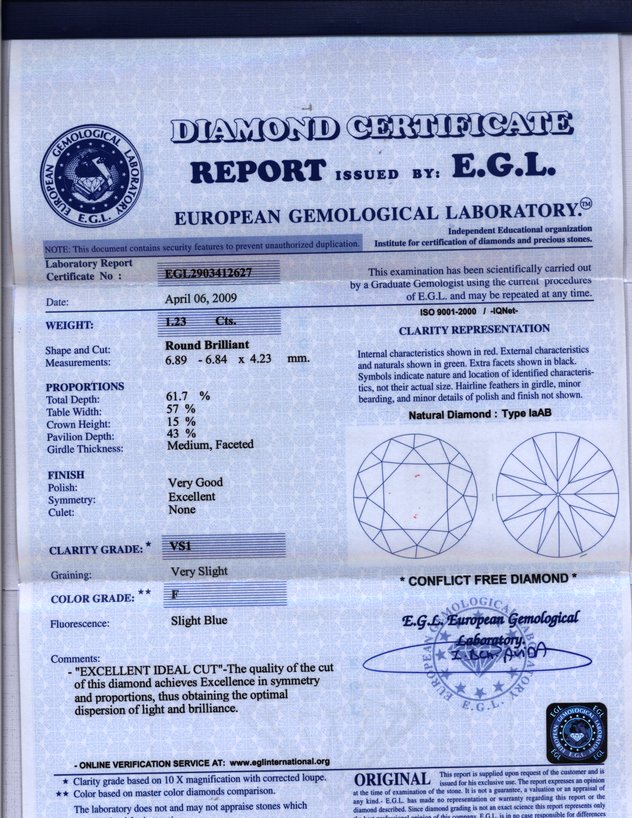 DIAMOND CERTIFICATE
REPORT ISSUED BY: E.G.L.
EUROPEAN GEMOLOGICAL LABORATORY.™
EUROPEAN GEMOLOGICAL LABORATORY
E.G.L.
Independent Educational organization
Institute for certification of diamonds and precious stones.
NOTE: This document contains security features to prevent unauthorized duplication.
Laboratory Report
Certificate No : EGL2903412627
Date: April 06, 2009
WEIGHT: 1.23 Cts.
Shape and Cut: Round Brilliant
Measurements: 6.89 - 6.84 x 4.23 mm.
PROPORTIONS
Total Depth: 61.7 %
Table Width: 57 %
Crown Height: 15 %
Pavilion Depth: 43 %
Girdle Thickness: Medium, Faceted
FINISH
Polish: Very Good
Symmetry: Excellent
Culet: None
CLARITY GRADE: * VS1
Graining: Very Slight
COLOR GRADE: ** F
Fluorescence: Slight Blue
Comments:
- "EXCELLENT IDEAL CUT"-The quality of the cut
of this diamond achieves Excellence in symmetry
and proportions, thus obtaining the optimal
dispersion of light and brilliance.
- ONLINE VERIFICATION SERVICE AT: www.eglinternational.org
★ Clarity grade based on 10 X magnification with corrected loupe.
★★ Color based on master color diamonds comparison.
The laboratory does not and may not appraise stones which
This examination has been scientifically carried out
by a Graduate Gemologist using the current procedures
of E.G.L. and may be repeated at any time.
ISO 9001-2000 / -IQNet-
CLARITY REPRESENTATION
Internal characteristics shown in red. External characteristics
and naturals shown in green. Extra facets shown in black.
Symbols indicate nature and location of identified characteris-
tics, not their actual size. Hairline feathers in girdle, minor
bearding, and minor details of polish and finish not shown.
Natural Diamond : Type IaAB
* CONFLICT FREE DIAMOND *
E.G.L. European Gemological
Laboratory.
EUROPEAN GEMOLOGICAL LABORATORY
E.G.L.
EGL EGL
EGL EGL
ORIGINAL
This report is supplied upon request of the customer and is
issued for his exclusive use. The report expresses an opinion
at the time of examination of the stone. It is not a guarantee, a valuation or an appraisal of
any kind.- E.G.L. has made no representation or warranty regarding this report or the
diamond described. Since diamond grading is not an exact science this report represents only